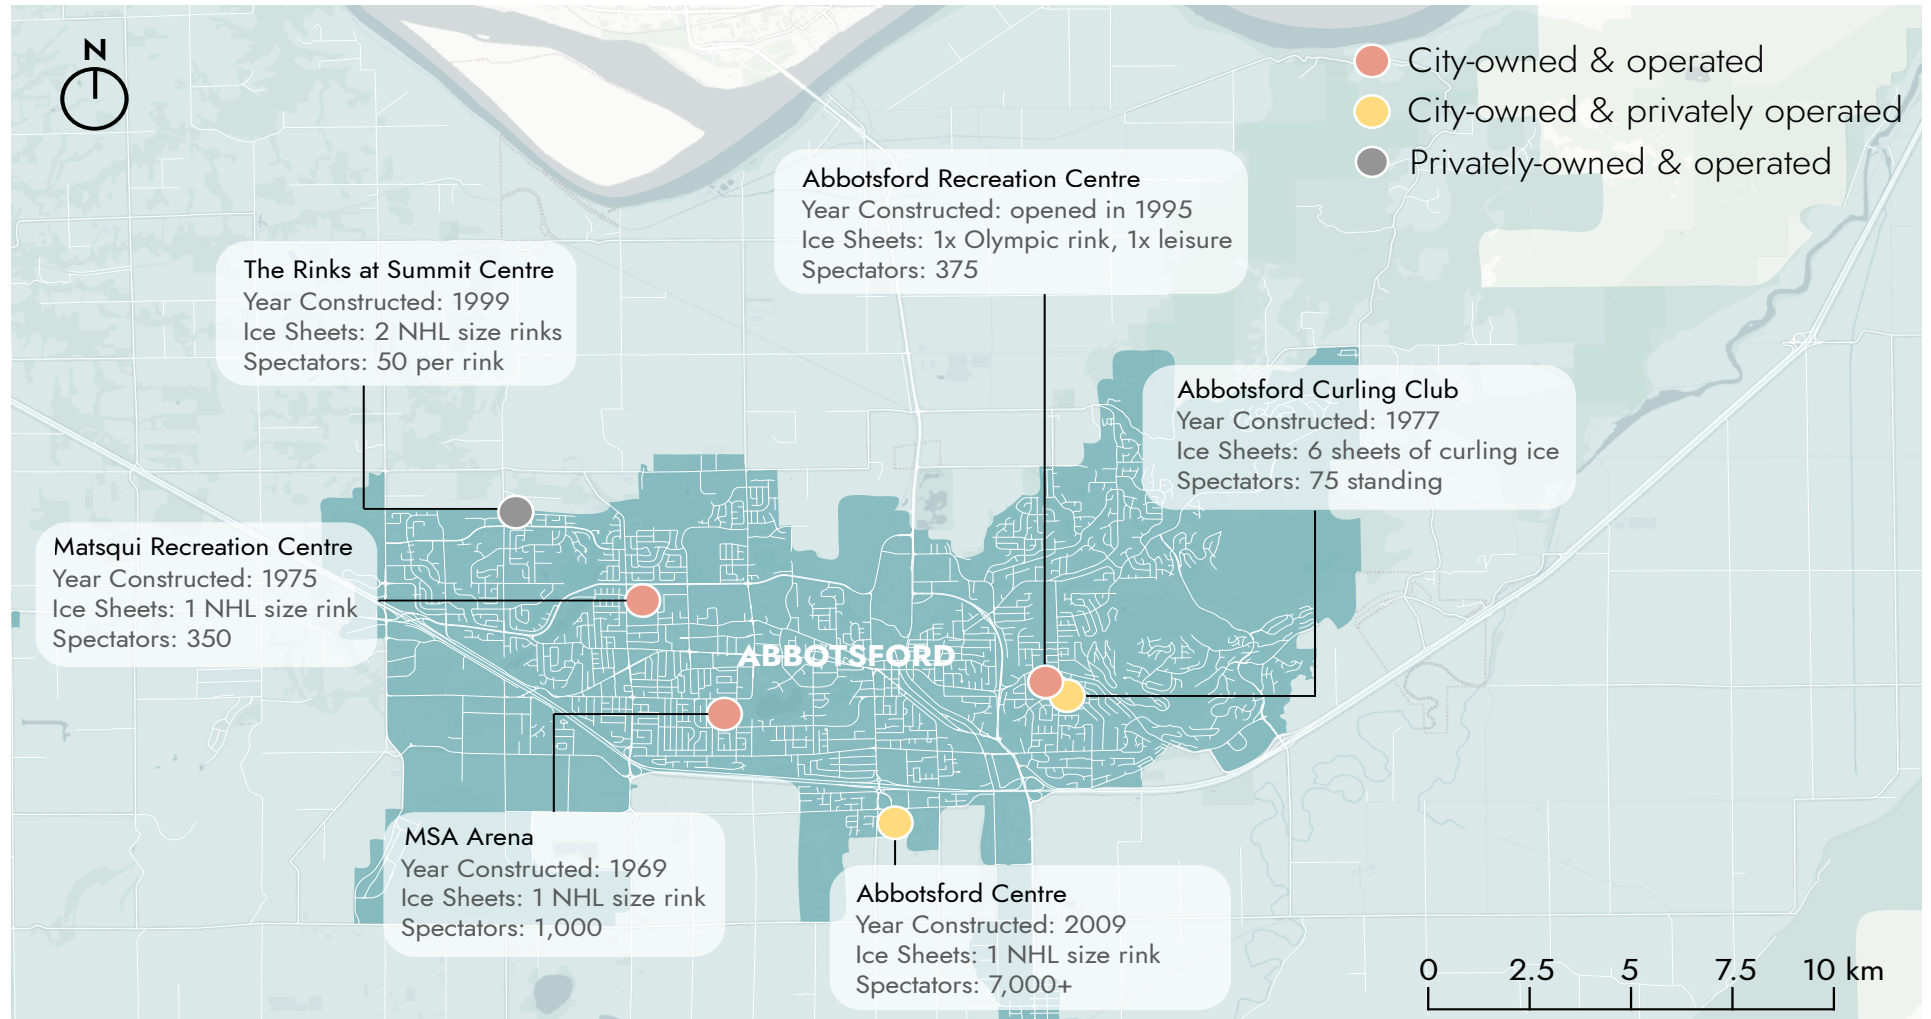 N
City-owned & operated
City-owned & privately operated
Privately-owned & operated
Abbotsford Recreation Centre
Year Constructed: opened in 1995
Ice Sheets: 1x Olympic rink, 1x leisure
Spectators: 375
The Rinks at Summit Centre
Year Constructed: 1999
Ice Sheets: 2 NHL size rinks
Spectators: 50 per rink
Abbotsford Curling Club
Year Constructed: 1977
Ice Sheets: 6 sheets of curling ice
Spectators: 75 standing
Matsqui Recreation Centre
Year Constructed: 1975
Ice Sheets: 1 NHL size rink
Spectators: 350
ABBOTSFORD
MSA Arena
Year Constructed: 1969
Ice Sheets: 1 NHL size rink
Spectators: 1,000
Abbotsford Centre
Year Constructed: 2009
Ice Sheets: 1 NHL size rink
Spectators: 7,000+
0 2.5 5 7.5 10 km